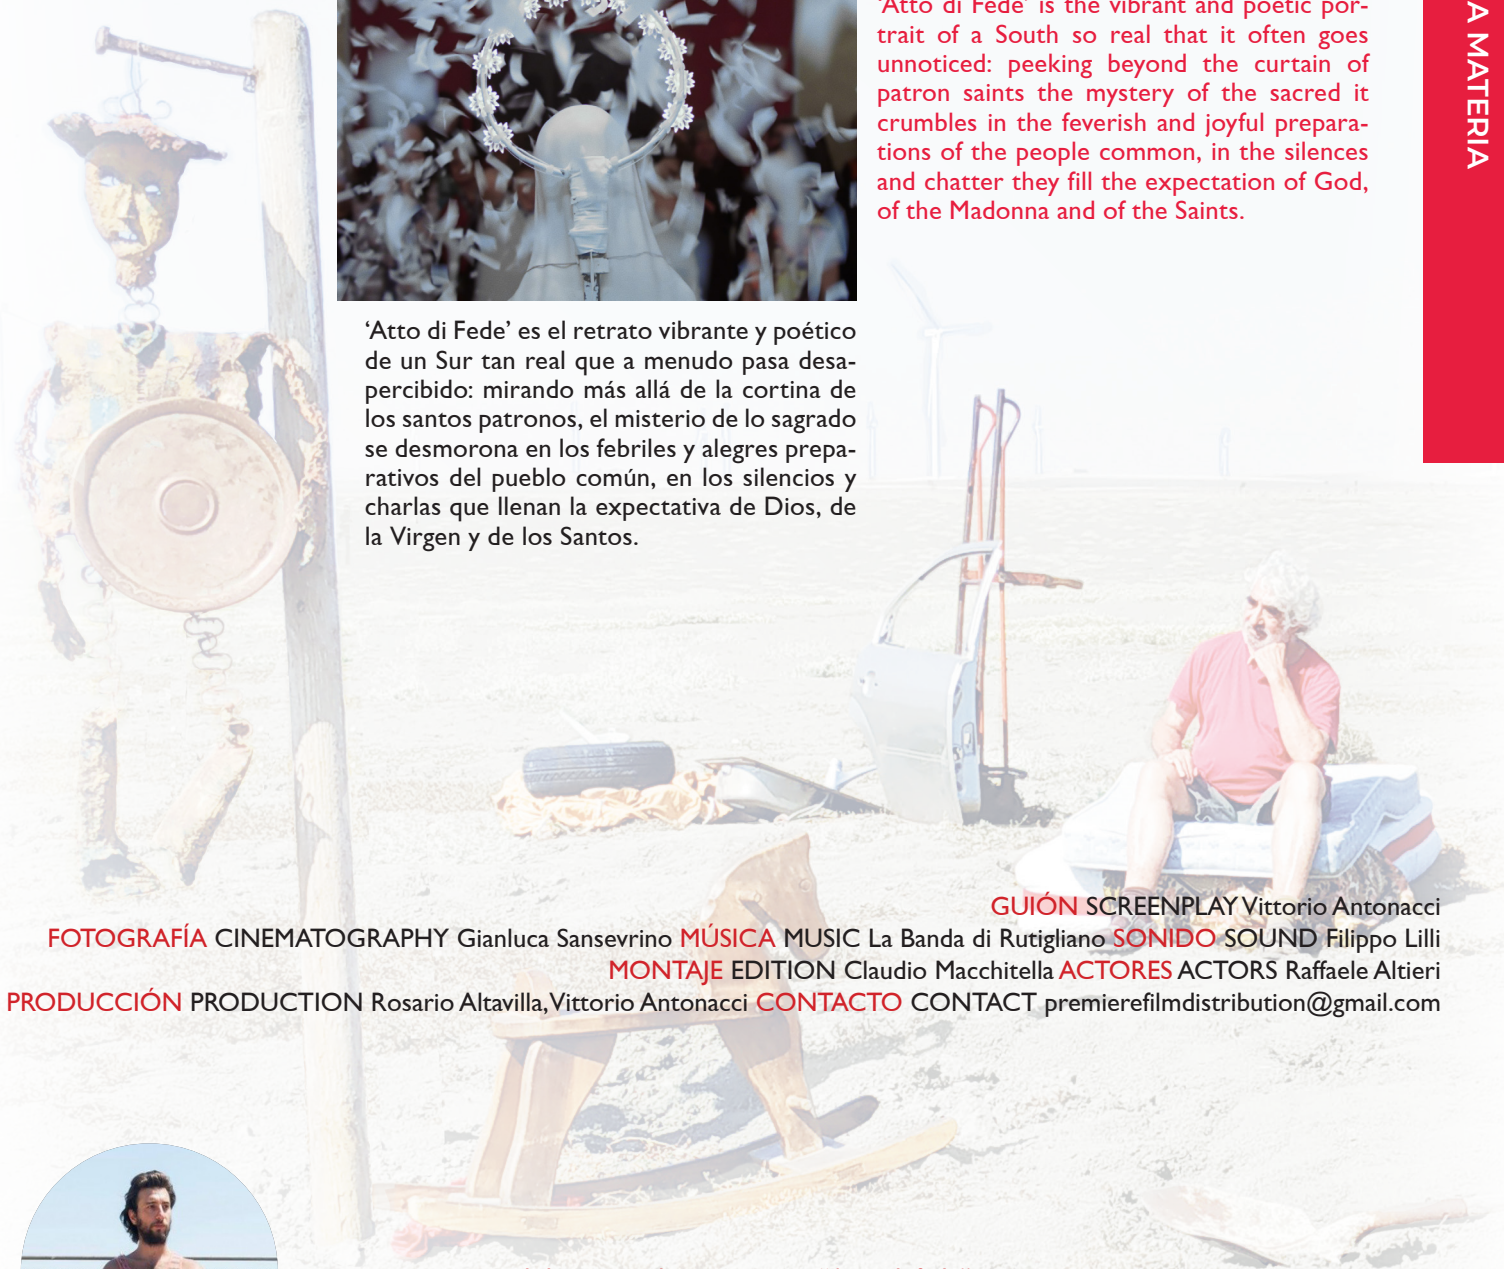 ‘Atto di Fede’ is the vibrant and poetic por-
trait of a South so real that it often goes
unnoticed: peeking beyond the curtain of
patron saints the mystery of the sacred it
crumbles in the feverish and joyful prepara-
tions of the people common, in the silences
and chatter they fill the expectation of God,
of the Madonna and of the Saints.
A MATERIA
‘Atto di Fede’ es el retrato vibrante y poético
de un Sur tan real que a menudo pasa desa-
percibido: mirando más allá de la cortina de
los santos patronos, el misterio de lo sagrado
se desmorona en los febriles y alegres prepa-
rativos del pueblo común, en los silencios y
charlas que llenan la expectativa de Dios, de
la Virgen y de los Santos.
GUIÓN SCREENPLAY Vittorio Antonacci
FOTOGRAFÍA CINEMATOGRAPHY Gianluca Sansevrino MÚSICA MUSIC La Banda di Rutigliano SONIDO SOUND Filippo Lilli
MONTAJE EDITION Claudio Macchitella ACTORES ACTORS Raffaele Altieri
PRODUCCIÓN PRODUCTION Rosario Altavilla, Vittorio Antonacci CONTACTO CONTACT premierefilmdistribution@gmail.com